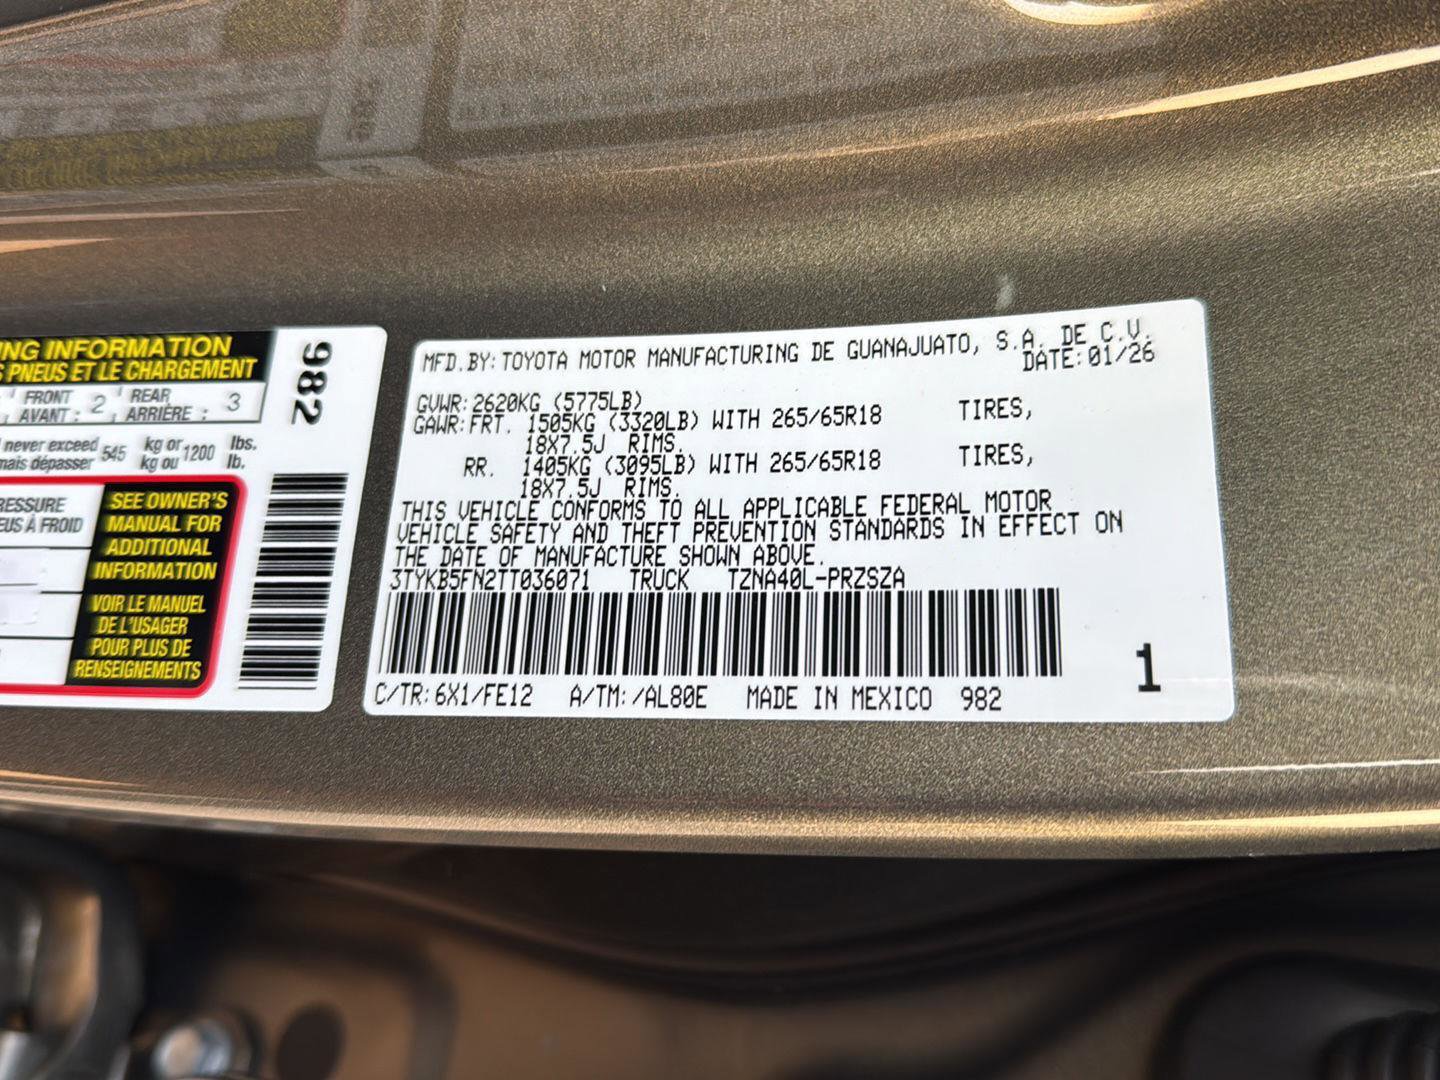 ING INFORMATION
S PNEUS ET LE CHARGEMENT
FRONT 2 REAR 3
AVANT : ARRIÈRE :
never exceed 545 kg or 1200 lbs.
mais dépasser kg ou lb.
RESSURE
EUS À FROID
SEE OWNER'S
MANUAL FOR
ADDITIONAL
INFORMATION
VOIR LE MANUEL
DE L'USAGER
POUR PLUS DE
RENSEIGNEMENTS
982
MFD.BY: TOYOTA MOTOR MANUFACTURING DE GUANAJUATO, S.A. DE C.V.
DATE: 01/26
GVWR: 2620KG (5775LB)
GAWR: FRT. 1505KG (3320LB) WITH 265/65R18 TIRES,
18X7.5J RIMS.
RR. 1405KG (3095LB) WITH 265/65R18 TIRES,
18X7.5J RIMS.
THIS VEHICLE CONFORMS TO ALL APPLICABLE FEDERAL MOTOR
VEHICLE SAFETY AND THEFT PREVENTION STANDARDS IN EFFECT ON
THE DATE OF MANUFACTURE SHOWN ABOVE.
3TYKB5FN2TT036071 TRUCK TZNA40L-PRZSZA
C/TR: 6X1/FE12 A/TM: /AL80E MADE IN MEXICO 982
1